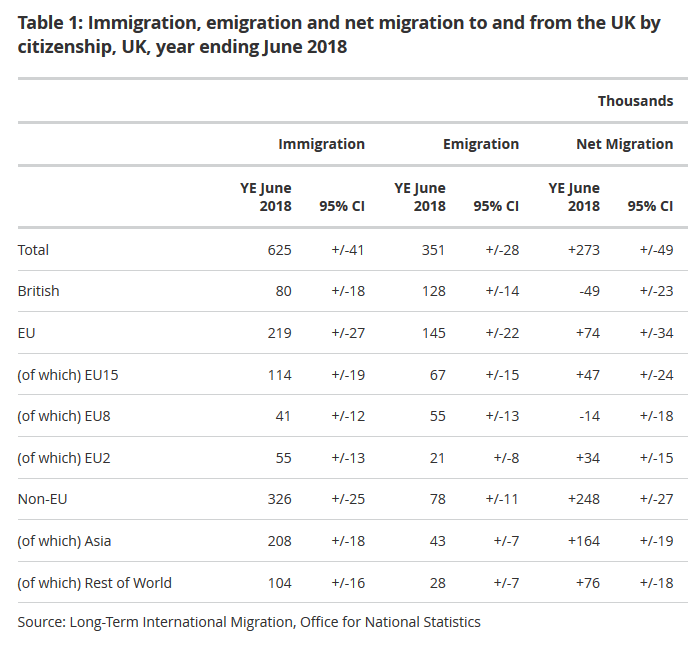 Table 1: Immigration, emigration and net migration to and from the UK by
citizenship, UK, year ending June 2018
Thousands
Immigration Emigration Net Migration
YE June YE June YE June
2018 95% CI 2018 95% CI 2018 95% CI
Total 625 +/-41 351 +/-28 +273 +/-49
British 80 +/-18 128 +/-14 -49 +/-23
EU 219 +/-27 145 +/-22 +74 +/-34
(of which) EU15 114 +/-19 67 +/-15 +47 +/-24
(of which) EU8 41 +/-12 55 +/-13 -14 +/-18
(of which) EU2 55 +/-13 21 +/-8 +34 +/-15
Non-EU 326 +/-25 78 +/-11 +248 +/-27
(of which) Asia 208 +/-18 43 +/-7 +164 +/-19
(of which) Rest of World 104 +/-16 28 +/-7 +76 +/-18
Source: Long-Term International Migration, Office for National Statistics